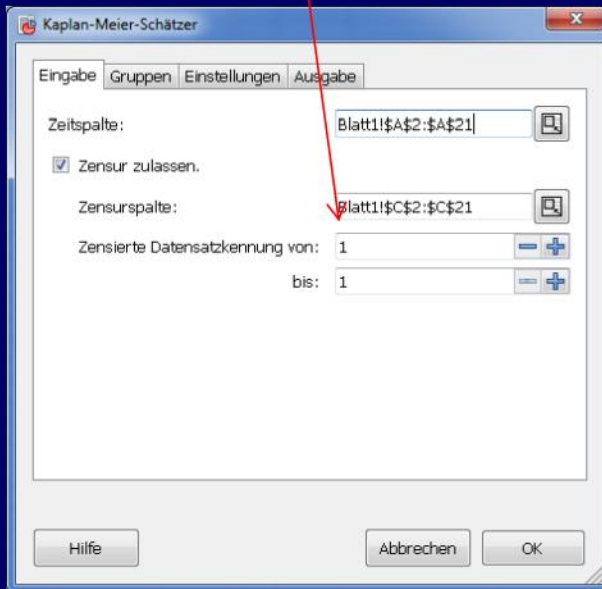 Kaplan-Meier-Schätzer
Eingabe Gruppen Einstellungen Ausgabe
Zeitspalte: Blatt1!$A$2:$A$21
Zensur zulassen.
Zensurspalte: Blatt1!$C$2:$C$21
Zensierte Datensatzkennung von: 1
bis: 1
Hilfe Abbrechen OK